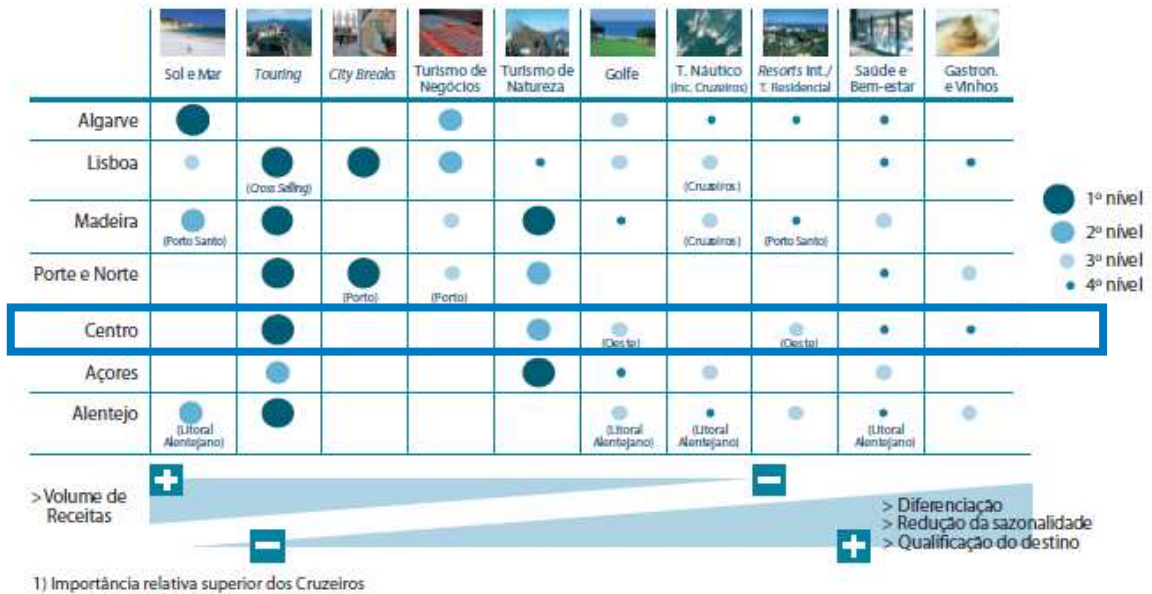 Sol e Mar
Touring
City Breaks
Turismo de Negócios
Turismo de Natureza
Golfe
T. Náutico (Inc. Cruzeiros)
Resorts Int./ T. Residencial
Saúde e Bem-estar
Gastron. e Vinhos
Algarve
Lisboa
(Cross Selling)
(Cruzeiros)
Madeira
(Porto Santo)
(Cruzeiros)
(Porto Santo)
Porte e Norte
(Porto)
(Porto)
Centro
(Oeste)
(Oeste)
Açores
Alentejo
(Litoral Alentejano)
(Litoral Alentejano)
(Litoral Alentejano)
(Litoral Alentejano)
1º nível
2º nível
3º nível
4º nível
> Volume de
Receitas
> Diferenciação
> Redução da sazonalidade
> Qualificação do destino
1) Importância relativa superior dos Cruzeiros